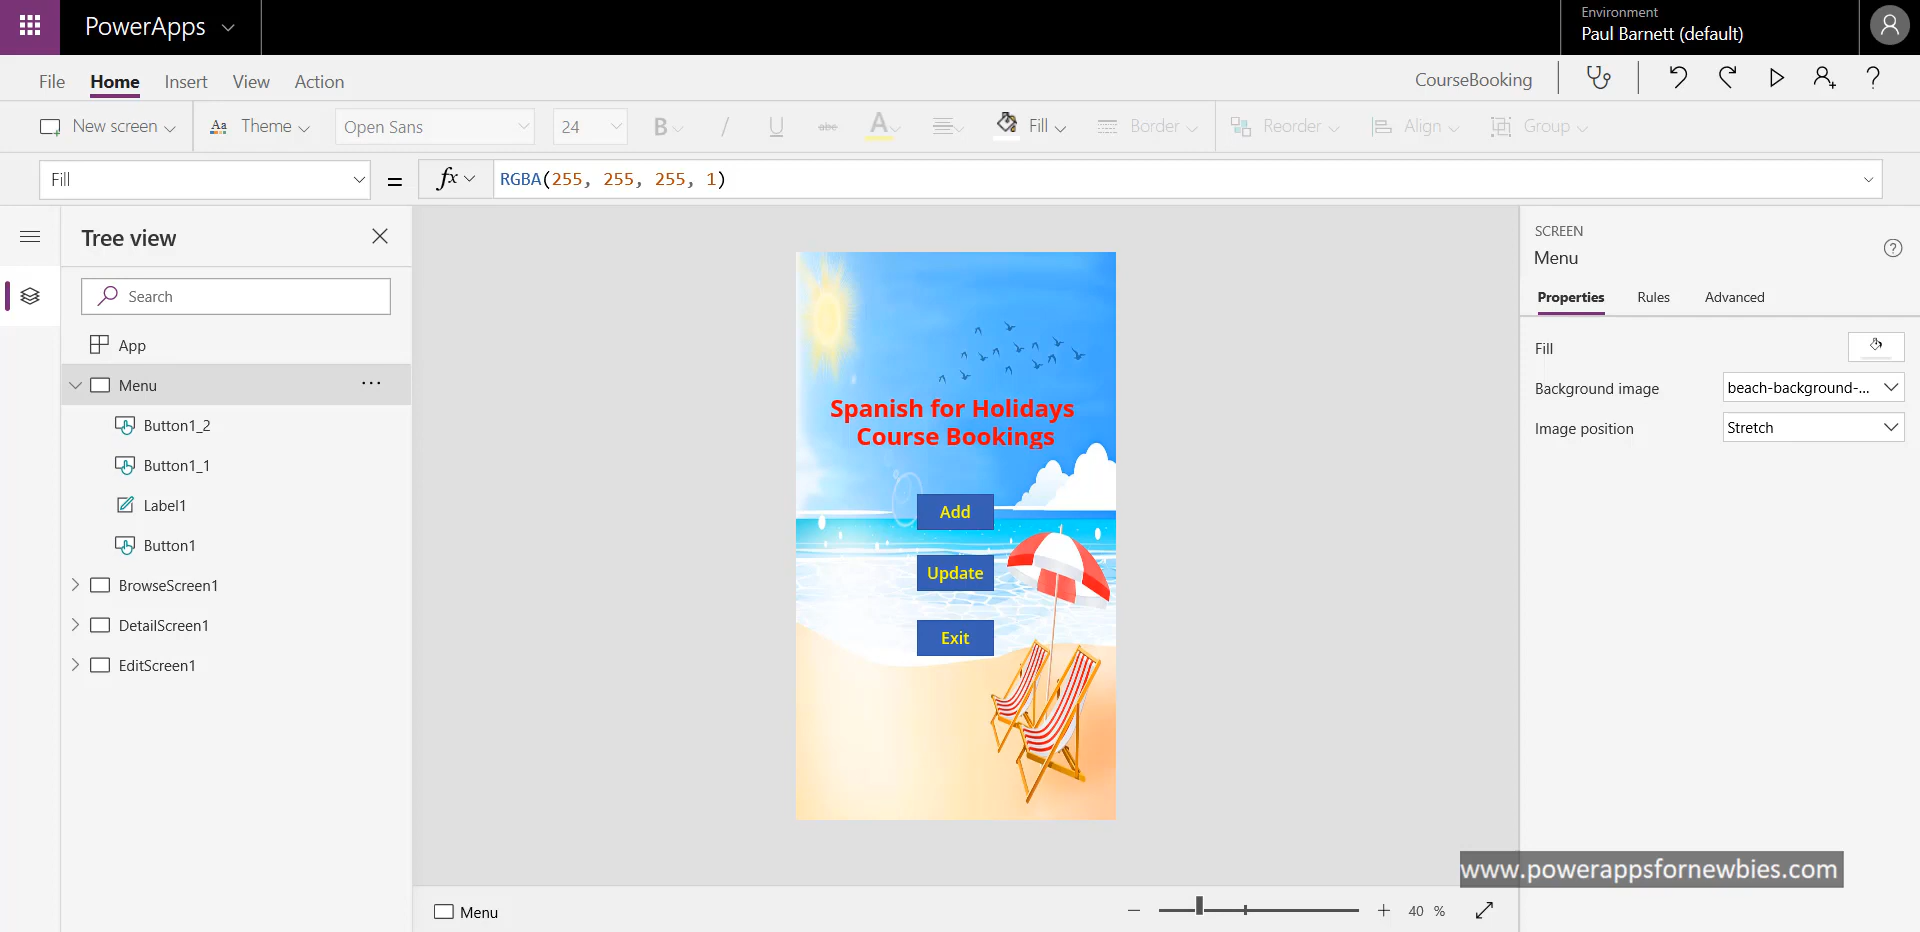 PowerApps
Environment
Paul Barnett (default)
File Home Insert View Action
CourseBooking
New screen Theme Open Sans 24 B / U abc A Fill Border Reorder Align Group
Fill = fx RGBA(255, 255, 255, 1)
Tree view
Search
App
Menu
Button1_2
Button1_1
Label1
Button1
BrowseScreen1
DetailScreen1
EditScreen1
Spanish for Holidays
Course Bookings
Add
Update
Exit
SCREEN
Menu
Properties Rules Advanced
Fill
Background image beach-background-...
Image position Stretch
www.powerappsfornewbies.com
Menu
40 %